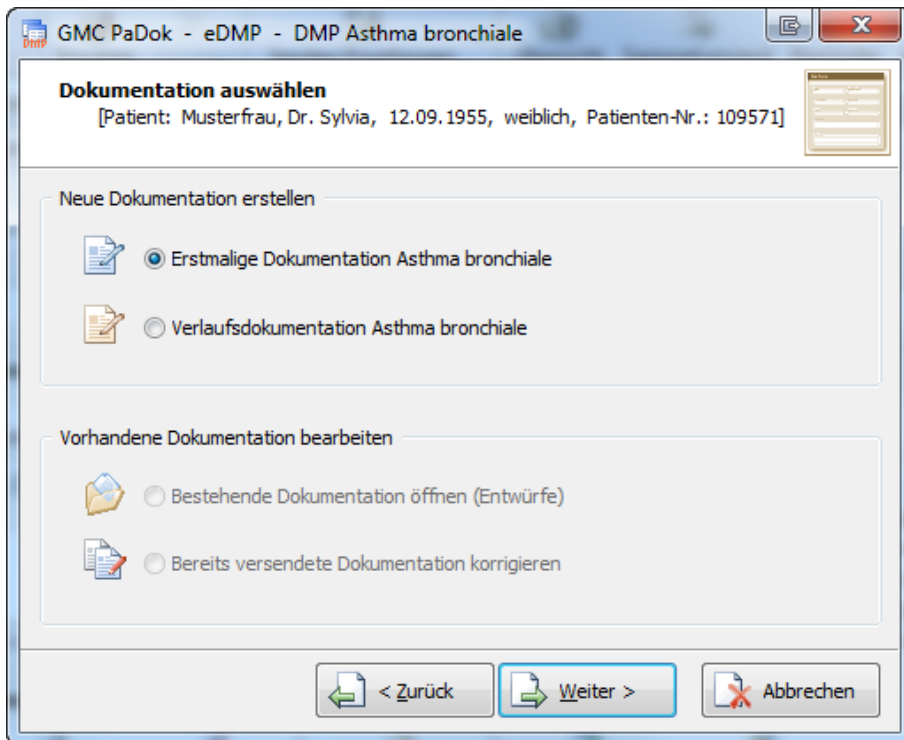 DMP
GMC PaDok - eDMP - DMP Asthma bronchiale
Dokumentation auswählen
[Patient: Musterfrau, Dr. Sylvia, 12.09.1955, weiblich, Patienten-Nr.: 109571]
Neue Dokumentation erstellen
Erstmalige Dokumentation Asthma bronchiale
Verlaufsdokumentation Asthma bronchiale
Vorhandene Dokumentation bearbeiten
Bestehende Dokumentation öffnen (Entwürfe)
Bereits versendete Dokumentation korrigieren
< Zurück
Weiter >
Abbrechen